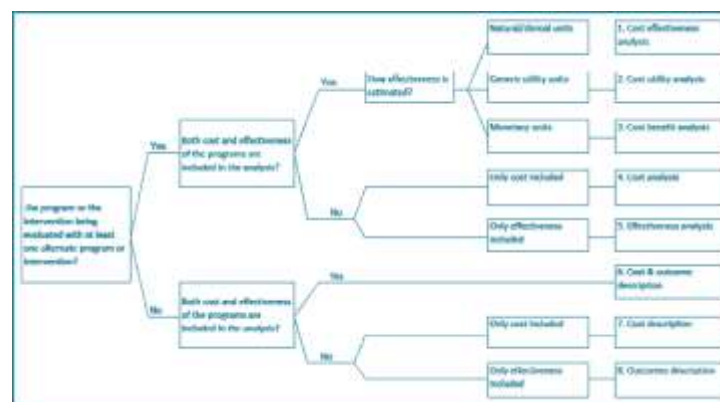 Natural/dental units
1. Cost effectiveness
analysis
Yes
How effectiveness is
estimated?
Generic utility units
2. Cost utility analysis
Yes
Both cost and effectiveness
of the programs are
included in the analysis?
Monetary units
3. Cost benefit analysis
Only cost included
4. Cost analysis
No
Only effectiveness
included
5. Effectiveness analysis
The program or the
intervention being
evaluated with at least
one alternate program or
intervention?
Yes
6. Cost & outcome
description
No
Both cost and effectiveness
of the programs are
included in the analysis?
Only cost included
7. Cost description
No
Only effectiveness
included
8. Outcomes description